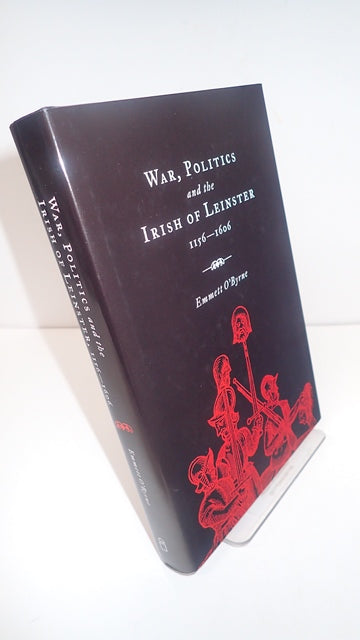 WAR, POLITICS
and the
IRISH OF LEINSTER
1156–1606
Emmett O'Byrne
WAR, POLITICS and the
IRISH OF LEINSTER, 1156–1606
Emmett O'Byrne